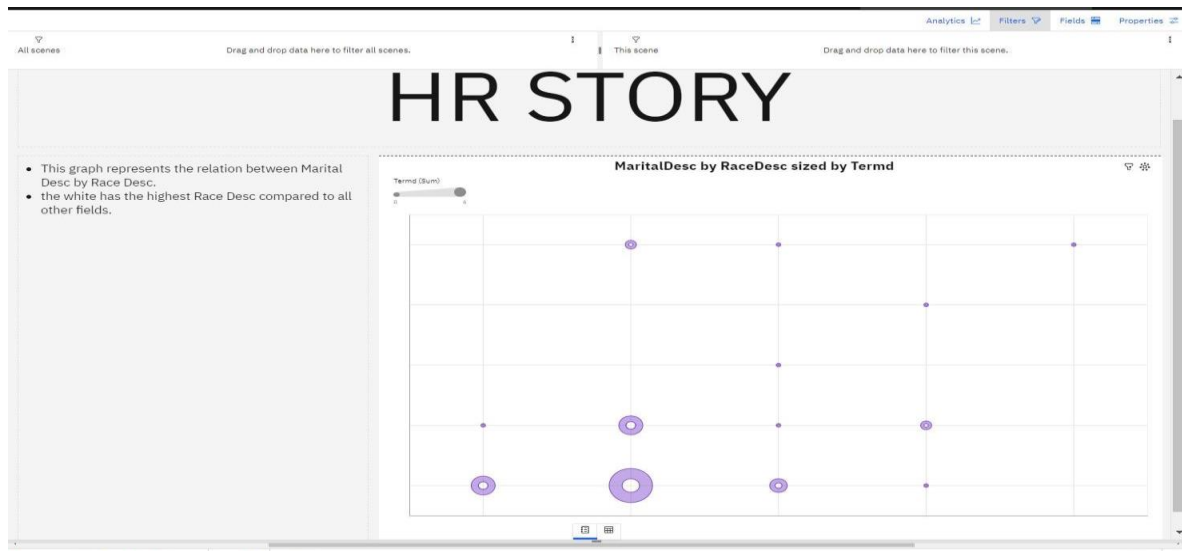 Analytics Filters Fields Properties
All scenes
Drag and drop data here to filter all scenes.
This scene
Drag and drop data here to filter this scene.
HR STORY
• This graph represents the relation between Marital
Desc by Race Desc.
• the white has the highest Race Desc compared to all
other fields.
MaritalDesc by RaceDesc sized by Termd
Termd (Sum)
0 4